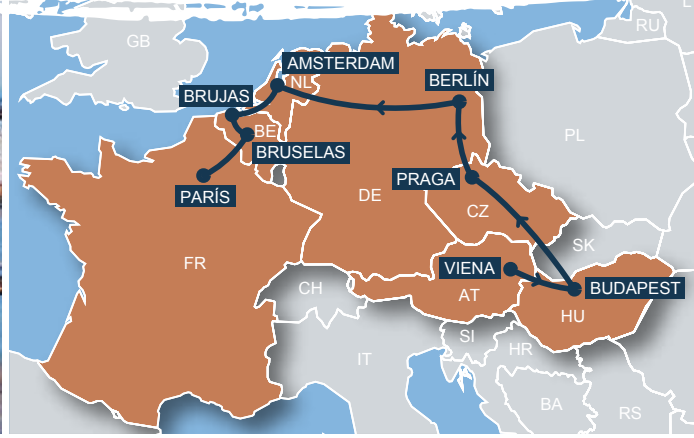 GB
RU
AMSTERDAM
NL
BERLÍN
BRUJAS
BE
PL
BRUSELAS
PRAGA
PARÍS
DE
CZ
SK
FR
VIENA
CH
AT
BUDAPEST
HU
SI
HR
IT
BA
RS